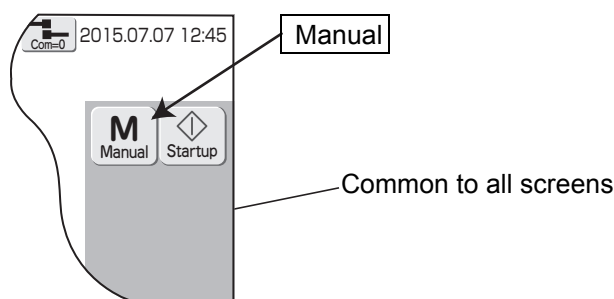 Com=0
2015.07.07 12:45
Manual
M
Manual
Startup
Common to all screens